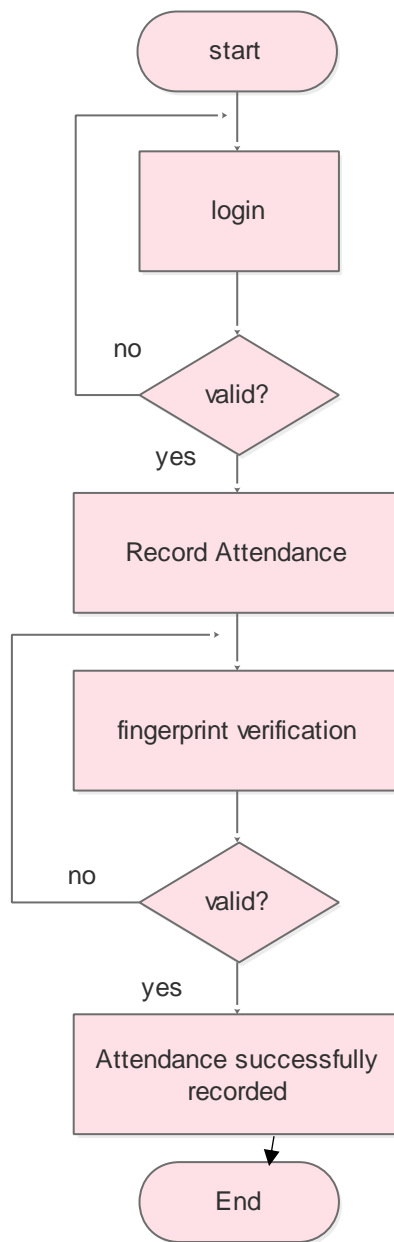 start
login
no
valid?
yes
Record Attendance
fingerprint verification
no
valid?
yes
Attendance successfully
recorded
End